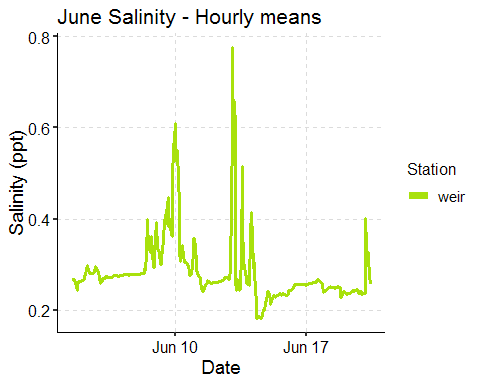 June Salinity - Hourly means
0.8
0.6
0.4
0.2
Salinity (ppt)
Jun 10
Jun 17
Date
Station
weir